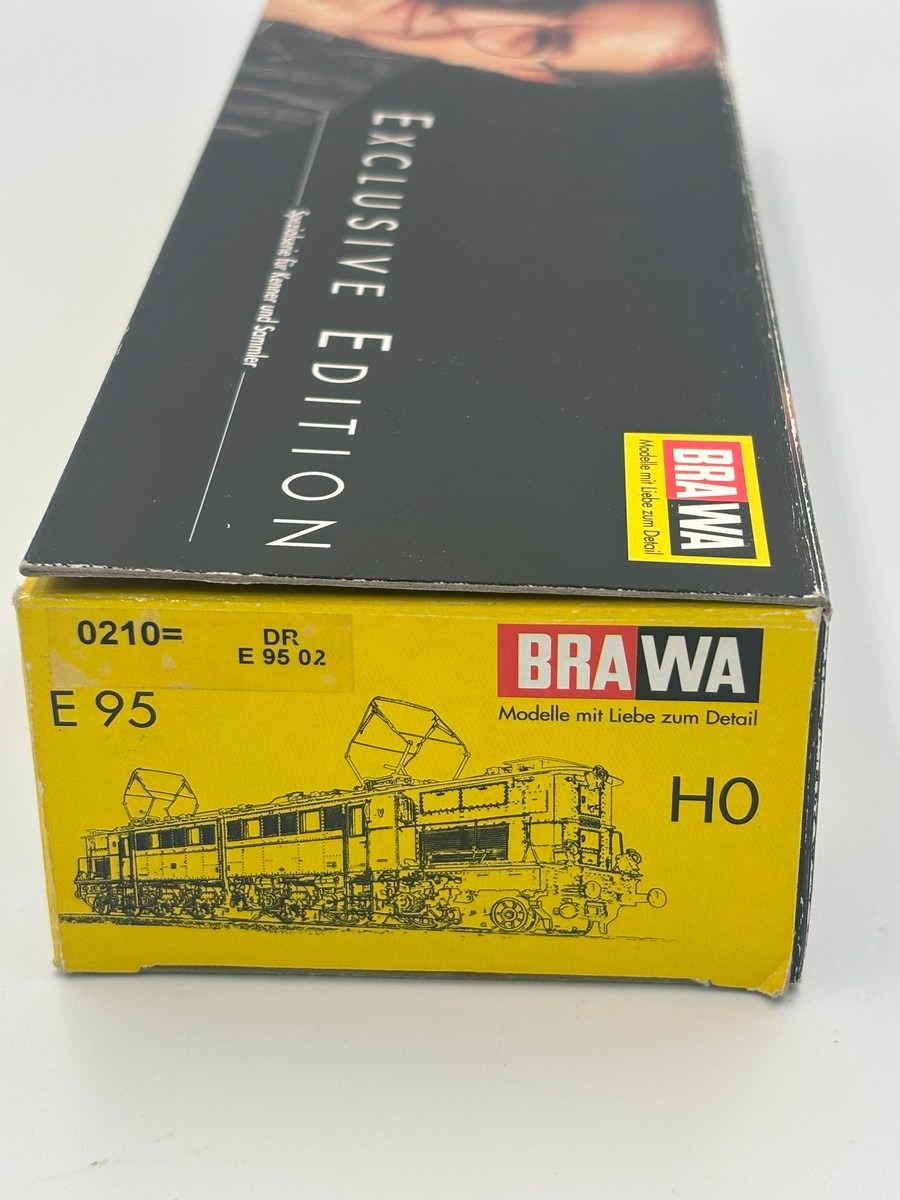 EXCLUSIVE EDITION
Spezialserie für Kenner und Sammler
BRAWA
Modelle mit Liebe zum Detail
0210=
DR
E 95 02
E 95
BRAWA
Modelle mit Liebe zum Detail
HO